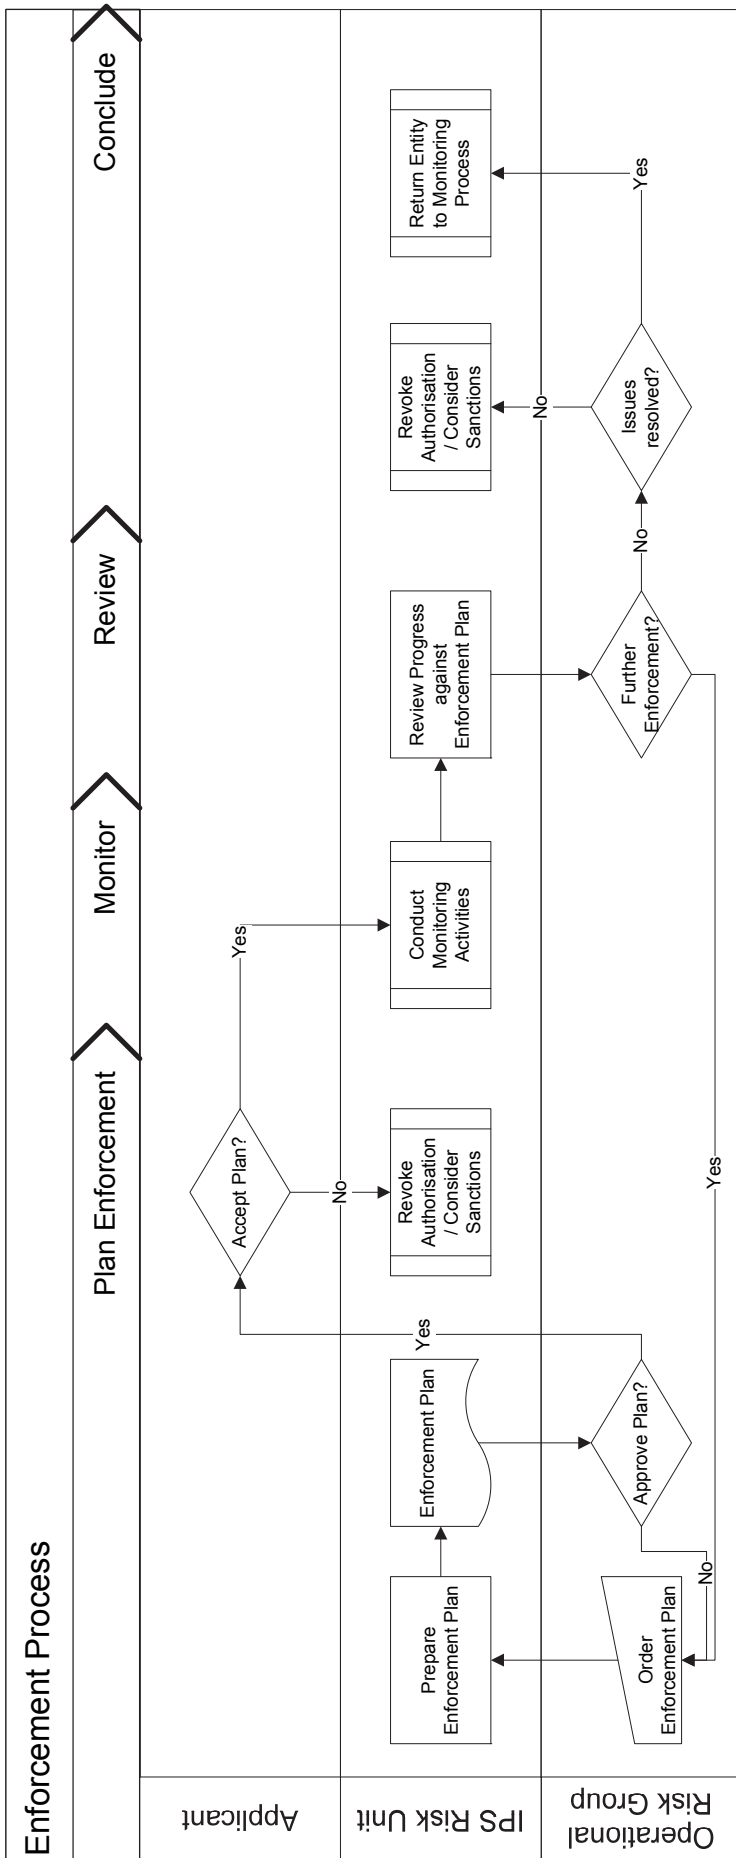 Enforcement Process
Plan Enforcement
Monitor
Review
Conclude
Applicant
Accept Plan?
Yes
No
IPS Risk Unit
Prepare
Enforcement Plan
Enforcement Plan
Yes
Revoke
Authorisation
/ Consider
Sanctions
Conduct
Monitoring
Activities
Review Progress
against
Enforcement Plan
Revoke
Authorisation
/ Consider
Sanctions
Return Entity
to Monitoring
Process
Operational
Risk Group
Order
Enforcement Plan
No
Approve Plan?
Further
Enforcement?
No
Issues
resolved?
No
Yes
Yes